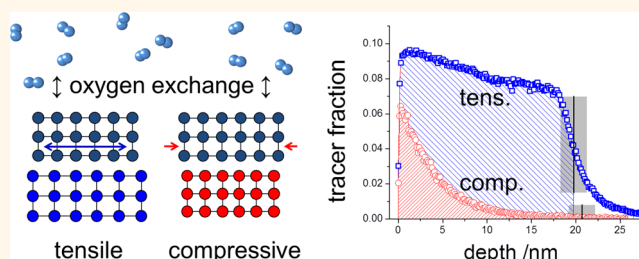 ↕ oxygen exchange ↕
tensile
compressive
tracer fraction
0.10
0.08
0.06
0.04
0.02
0.00
tens.
comp.
0 5 10 15 20 25
depth /nm